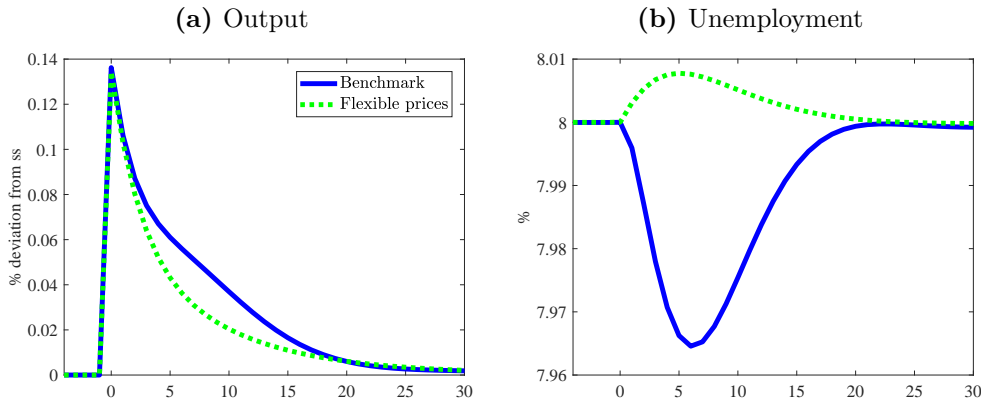 (a) Output
% deviation from ss
0.14
0.12
0.1
0.08
0.06
0.04
0.02
0
0 5 10 15 20 25 30
Benchmark
Flexible prices
(b) Unemployment
%
8.01
8
7.99
7.98
7.97
7.96
0 5 10 15 20 25 30